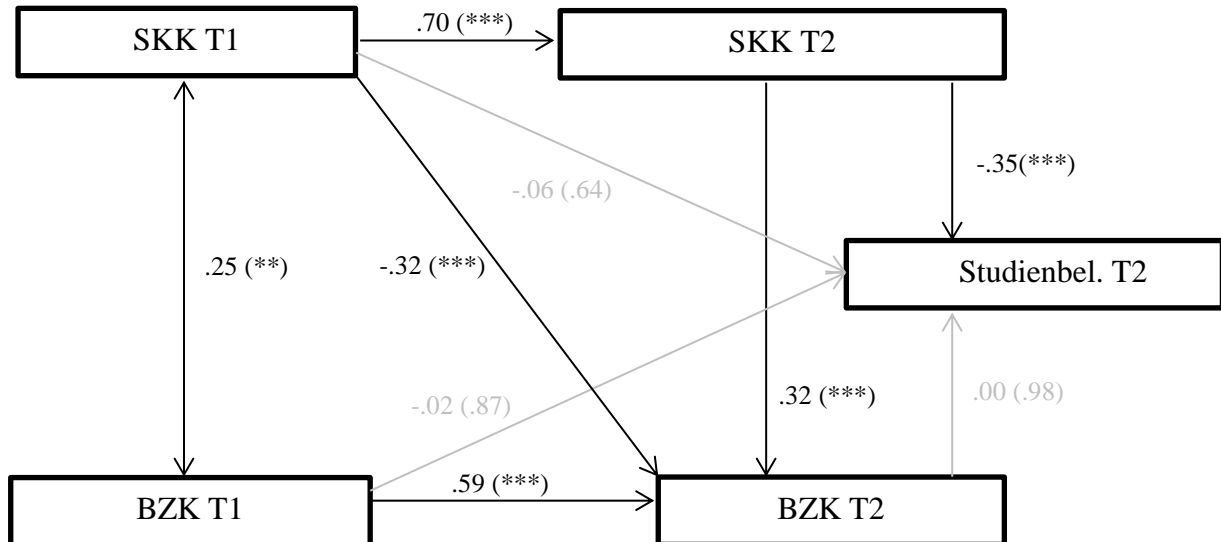 .70 (***)
SKK T1
SKK T2
-.35(***)
-.06 (.64)
.25 (**)
-.32 (***)
Studienbel. T2
-.02 (.87)
.32 (***)
.00 (.98)
.59 (***)
BZK T1
BZK T2